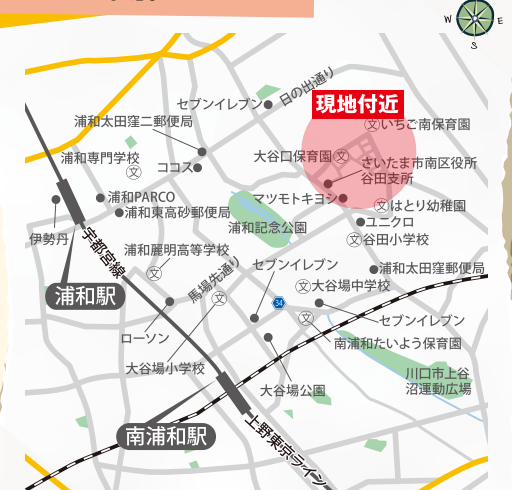 W
E
S
日の出通り
セブンイレブン
現地付近
浦和太田窪二郵便局
文いちご南保育園
浦和専門学校
文
ココス
大谷口保育園文
さいたま市南区役所
谷田支所
浦和PARCO
マツモトキヨシ
浦和東高砂郵便局
文はとり幼稚園
ユニクロ
浦和記念公園
伊勢丹
文谷田小学校
宇都宮線
浦和麗明高等学校
文
馬場先通り
セブンイレブン
浦和太田窪郵便局
浦和駅
文大谷場中学校
文
34
ローソン
セブンイレブン
文
南浦和たいよう保育園
大谷場小学校
川口市上谷
沼運動広場
大谷場公園
南浦和駅
上野東京ライン